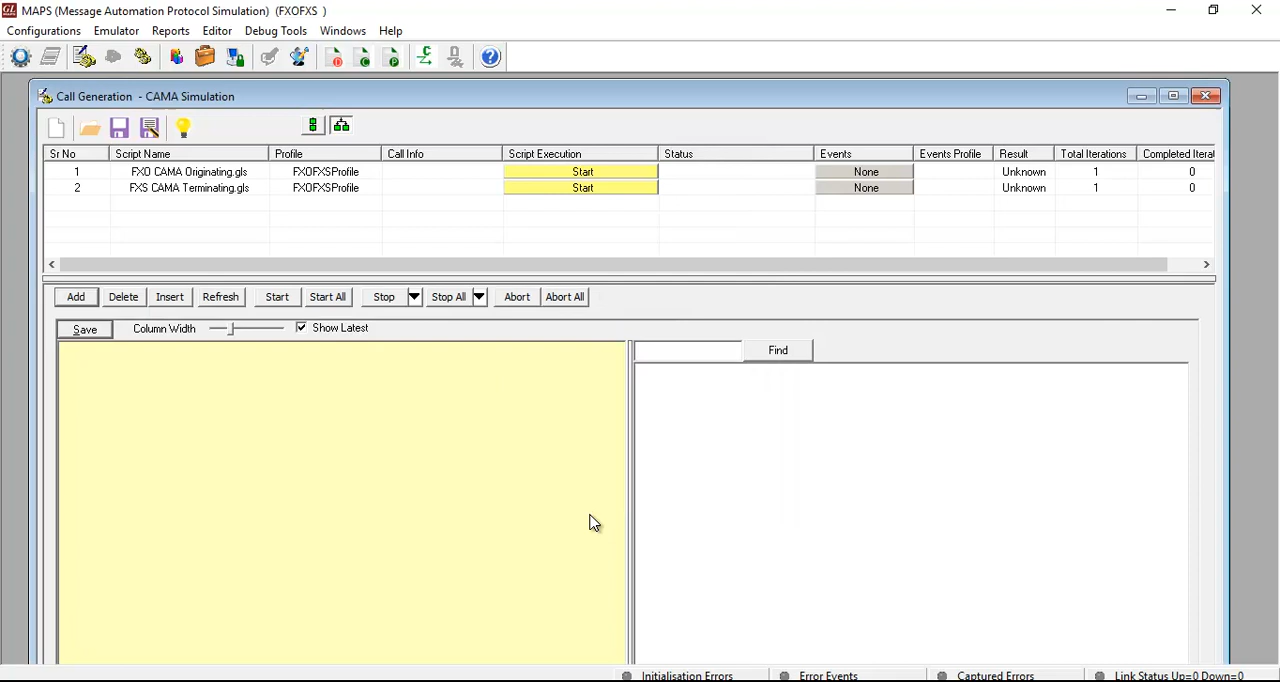 MAPS (Message Automation Protocol Simulation) (FXOFXS )
Configurations Emulator Reports Editor Debug Tools Windows Help
Call Generation - CAMA Simulation
Sr No Script Name Profile Call Info Script Execution Status Events Events Profile Result Total Iterations Completed Iterat
1 FXO CAMA Originating.gls FXOFXSProfile Start None Unknown 1 0
2 FXS CAMA Terminating.gls FXOFXSProfile Start None Unknown 1 0
Add Delete Insert Refresh Start Start All Stop Stop All Abort Abort All
Save Column Width Show Latest
Find
Initialisation Errors Error Events Captured Errors Link Status Up=0 Down=0